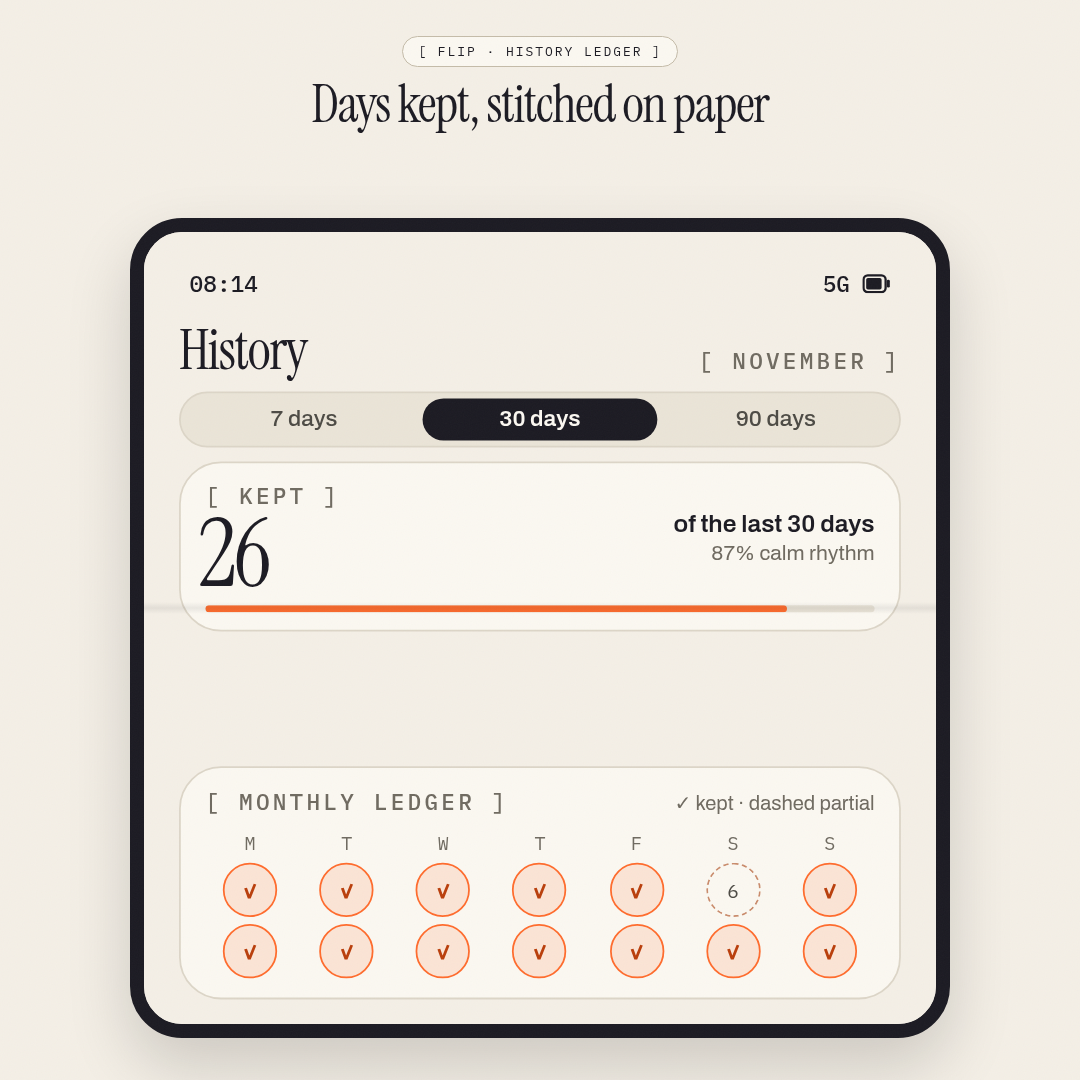 [ FLIP · HISTORY LEDGER ]
Days kept, stitched on paper
08:14 5G
History [ NOVEMBER ]
7 days 30 days 90 days
[ KEPT ]
26
of the last 30 days
87% calm rhythm
[ MONTHLY LEDGER ] ✓ kept · dashed partial
M T W T F S S
✓ ✓ ✓ ✓ ✓ 6 ✓
✓ ✓ ✓ ✓ ✓ ✓ ✓